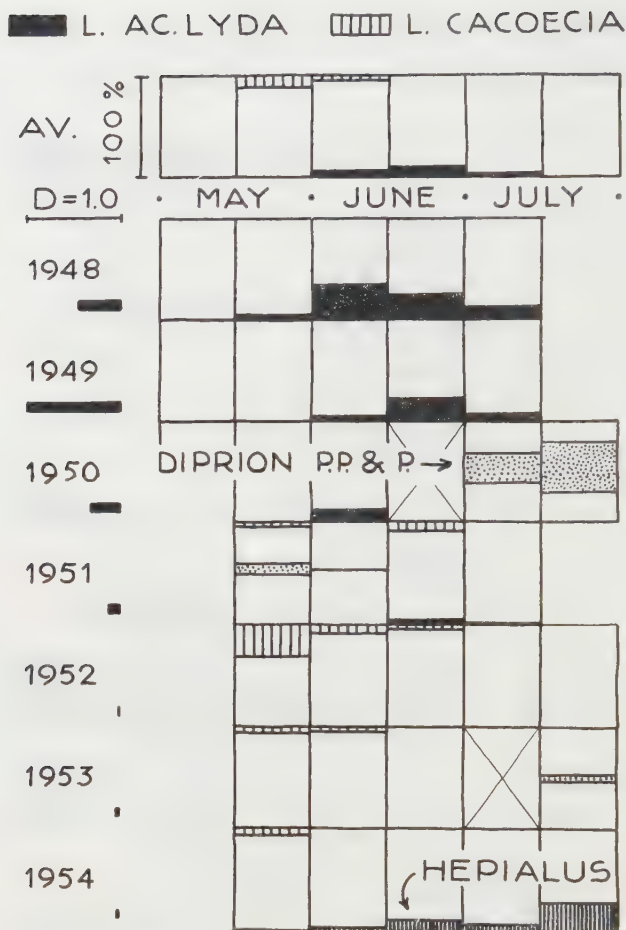 L. AC.LYDA L. CACOECIA
AV. 100 %
D=1.0 MAY JUNE JULY
1948
1949
DIPRION P.P. & P.
1950
1951
1952
1953
HEPIALUS
1954